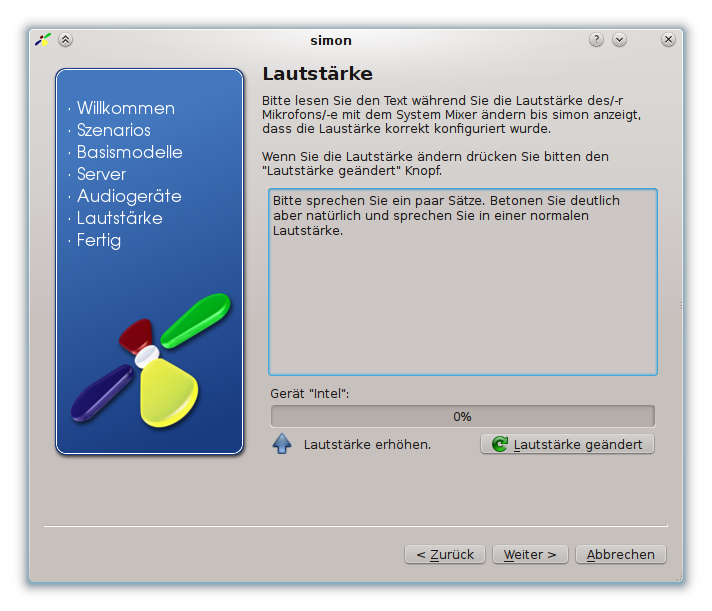 simon
· Willkommen
· Szenarios
· Basismodelle
· Server
· Audiogeräte
· Lautstärke
· Fertig
Lautstärke
Bitte lesen Sie den Text während Sie die Lautstärke des/-r
Mikrofons/-e mit dem System Mixer ändern bis simon anzeigt,
dass die Laustärke korrekt konfiguriert wurde.
Wenn Sie die Lautstärke ändern drücken Sie bitten den
"Lautstärke geändert" Knopf.
Bitte sprechen Sie ein paar Sätze. Betonen Sie deutlich
aber natürlich und sprechen Sie in einer normalen
Lautstärke.
Gerät "Intel":
0%
Lautstärke erhöhen.
Lautstärke geändert
< Zurück
Weiter >
Abbrechen